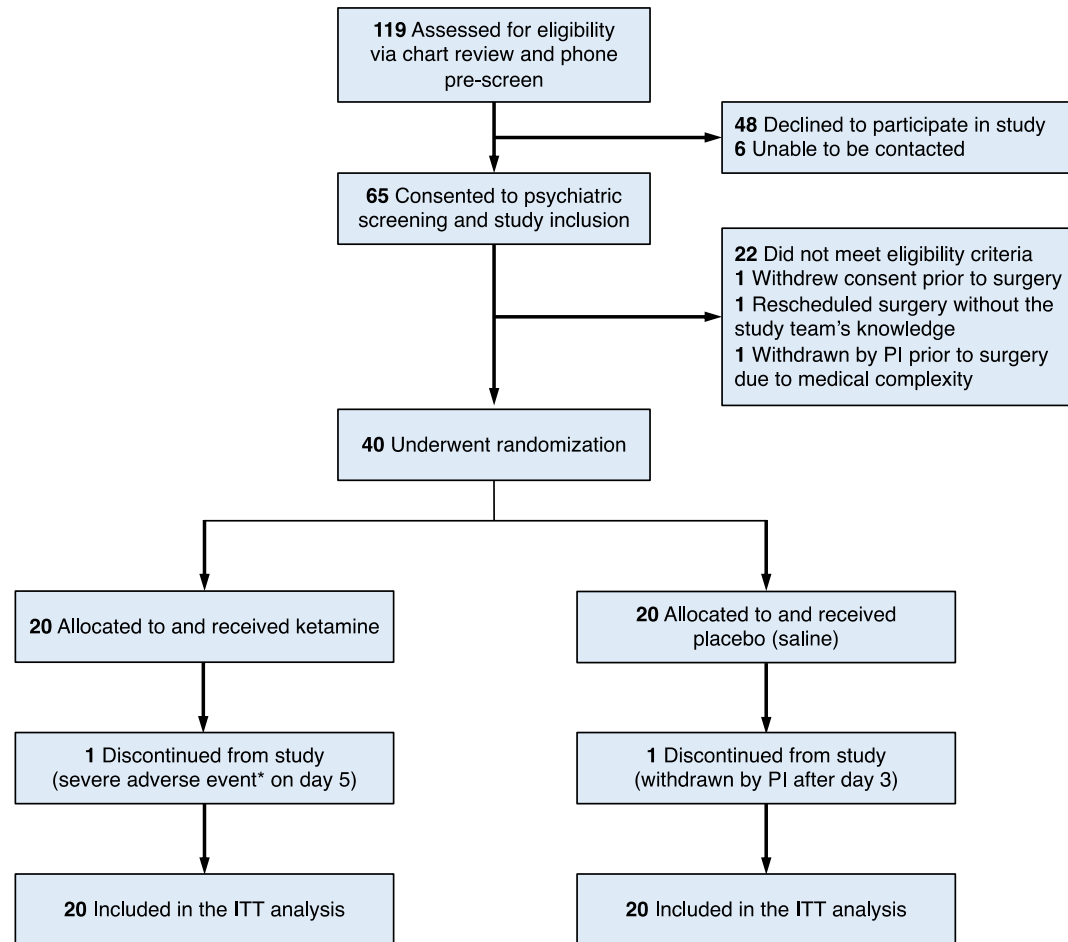 119 Assessed for eligibility
via chart review and phone
pre-screen
48 Declined to participate in study
6 Unable to be contacted
65 Consented to psychiatric
screening and study inclusion
22 Did not meet eligibility criteria
1 Withdrew consent prior to surgery
1 Rescheduled surgery without the
study team’s knowledge
1 Withdrawn by PI prior to surgery
due to medical complexity
40 Underwent randomization
20 Allocated to and received ketamine
20 Allocated to and received
placebo (saline)
1 Discontinued from study
(severe adverse event* on day 5)
1 Discontinued from study
(withdrawn by PI after day 3)
20 Included in the ITT analysis
20 Included in the ITT analysis